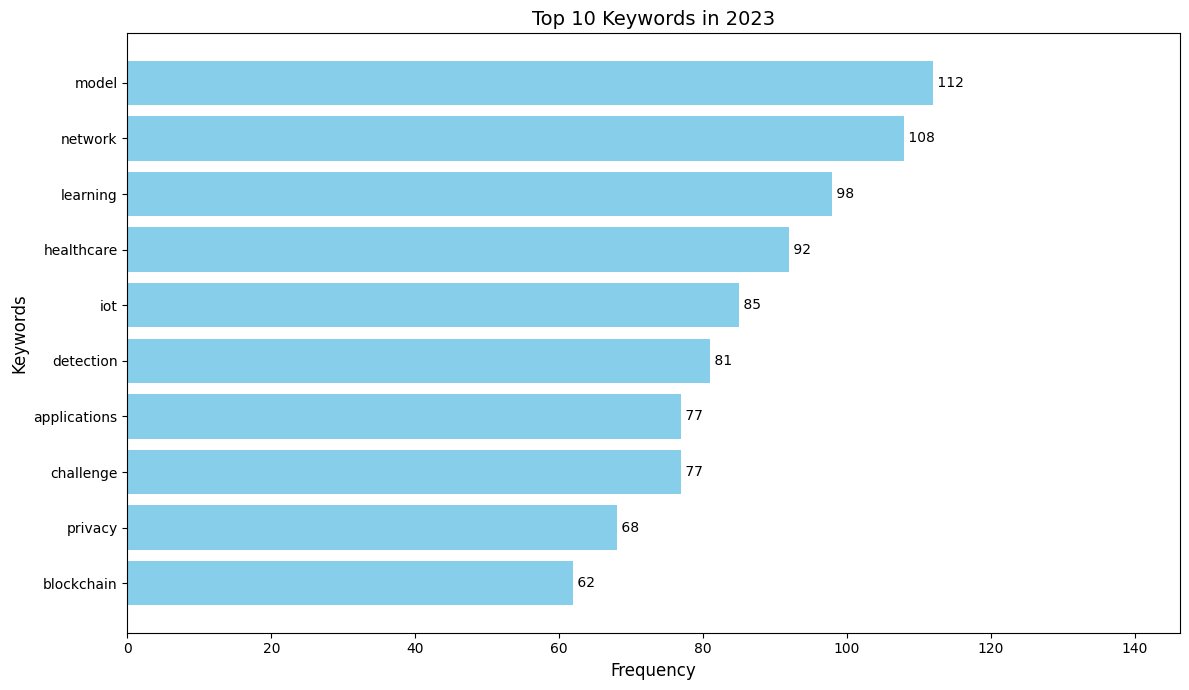 Top 10 Keywords in 2023
Keywords
model 112
network 108
learning 98
healthcare 92
iot 85
detection 81
applications 77
challenge 77
privacy 68
blockchain 62
0 20 40 60 80 100 120 140
Frequency